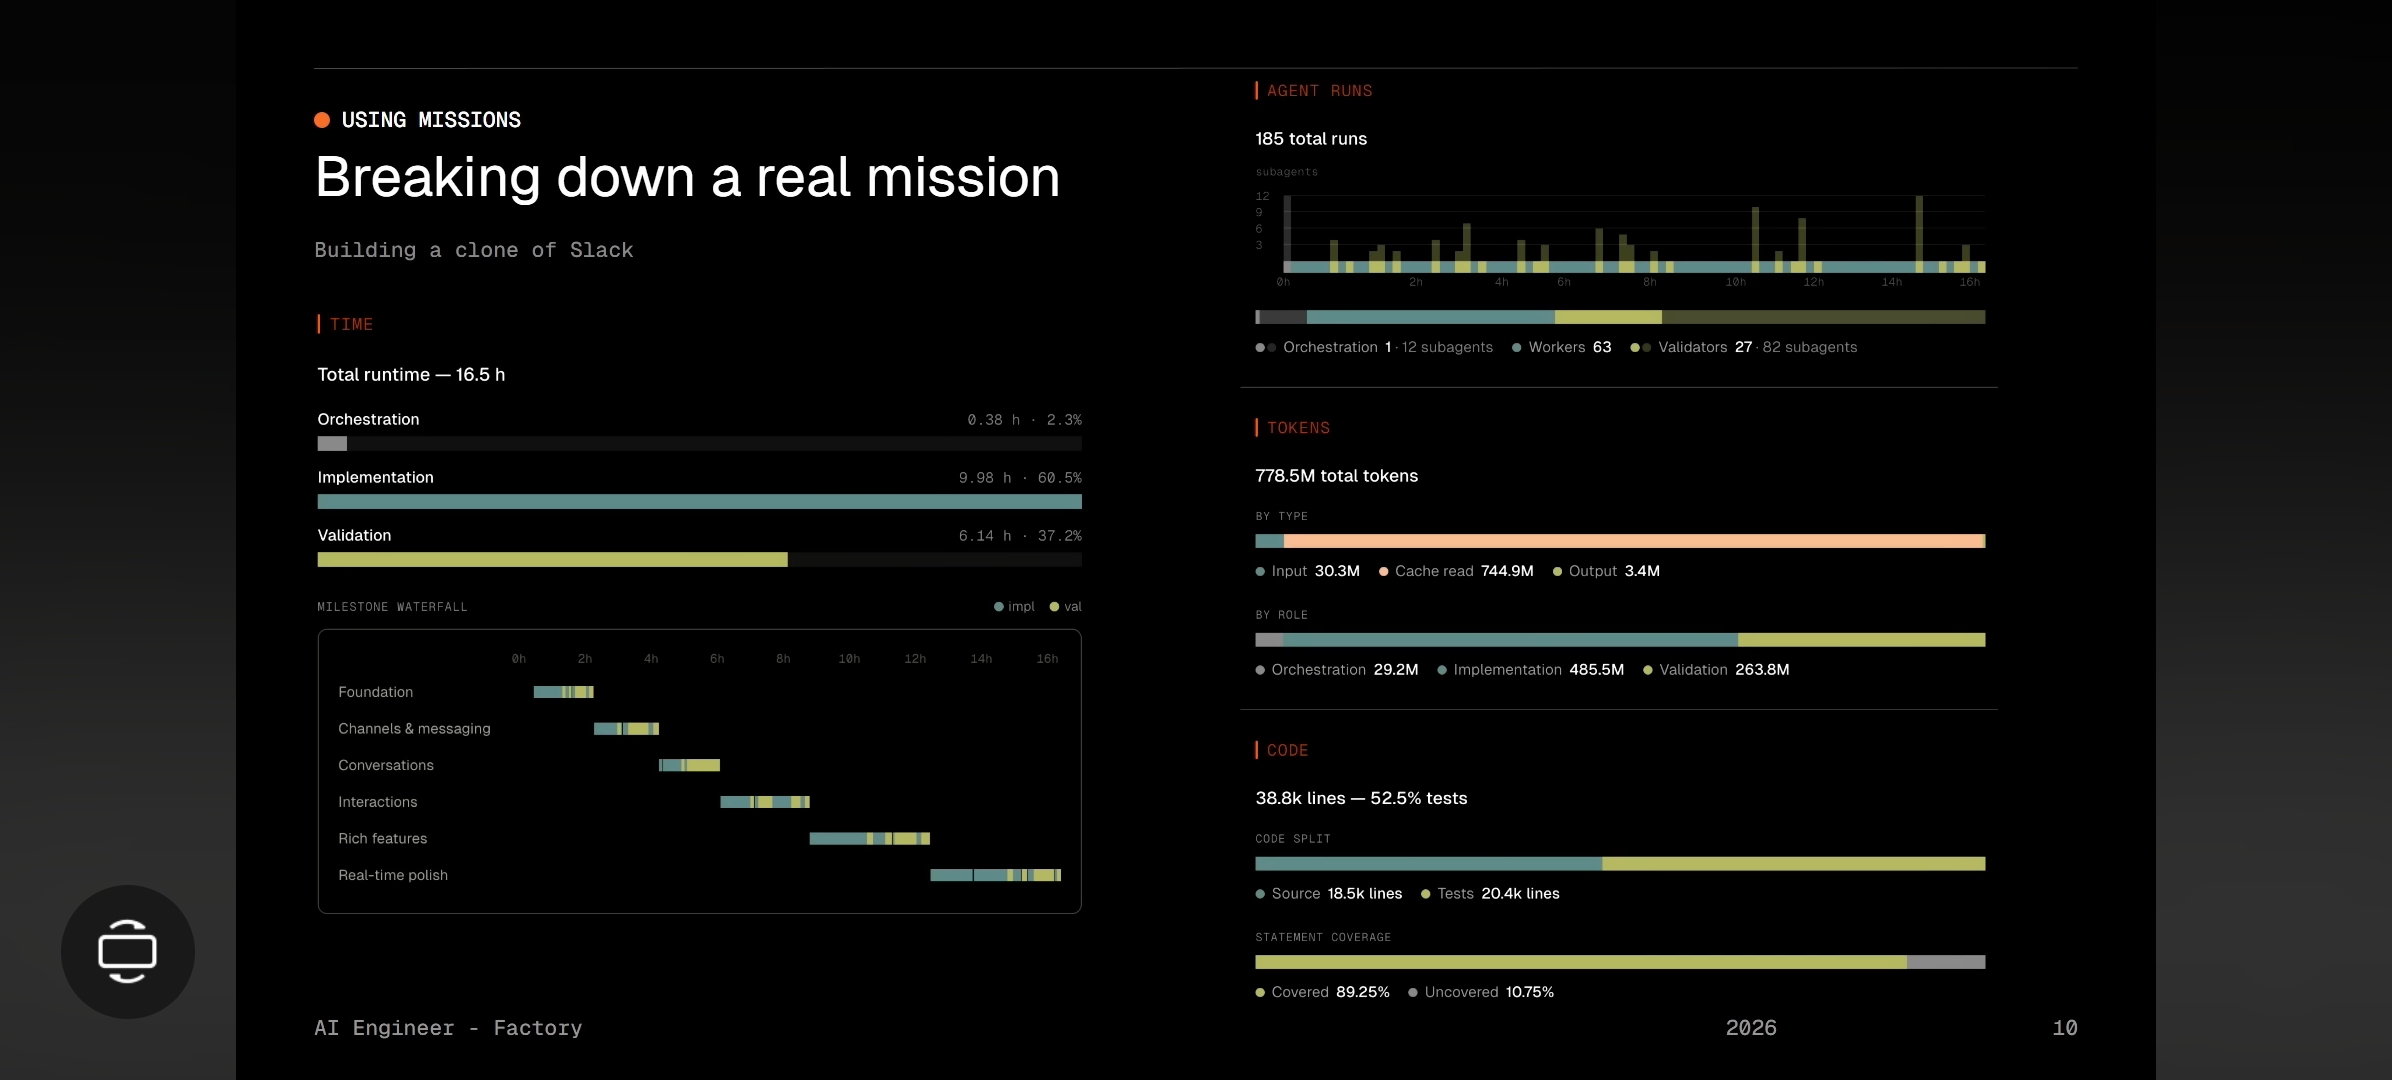 USING MISSIONS
Breaking down a real mission
Building a clone of Slack
TIME
Total runtime — 16.5 h
Orchestration 0.38 h · 2.3%
Implementation 9.98 h · 60.5%
Validation 6.14 h · 37.2%
MILESTONE WATERFALL impl val
0h 2h 4h 6h 8h 10h 12h 14h 16h
Foundation
Channels & messaging
Conversations
Interactions
Rich features
Real-time polish
AGENT RUNS
185 total runs
subagents
12
9
6
3
0h 2h 4h 6h 8h 10h 12h 14h 16h
Orchestration 1 · 12 subagents Workers 63 Validators 27 · 82 subagents
TOKENS
778.5M total tokens
BY TYPE
Input 30.3M Cache read 744.9M Output 3.4M
BY ROLE
Orchestration 29.2M Implementation 485.5M Validation 263.8M
CODE
38.8k lines — 52.5% tests
CODE SPLIT
Source 18.5k lines Tests 20.4k lines
STATEMENT COVERAGE
Covered 89.25% Uncovered 10.75%
AI Engineer - Factory 2026 10